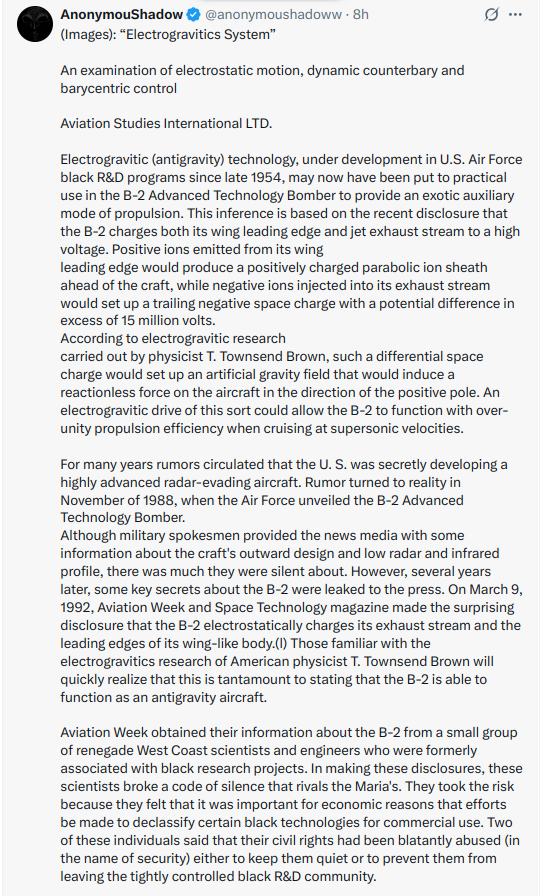 AnonymouShadow @anonymoushadoww · 8h
(Images): “Electrogravitics System”
An examination of electrostatic motion, dynamic counterbary and
barycentric control
Aviation Studies International LTD.
Electrogravitic (antigravity) technology, under development in U.S. Air Force
black R&D programs since late 1954, may now have been put to practical
use in the B-2 Advanced Technology Bomber to provide an exotic auxiliary
mode of propulsion. This inference is based on the recent disclosure that
the B-2 charges both its wing leading edge and jet exhaust stream to a high
voltage. Positive ions emitted from its wing
leading edge would produce a positively charged parabolic ion sheath
ahead of the craft, while negative ions injected into its exhaust stream
would set up a trailing negative space charge with a potential difference in
excess of 15 million volts.
According to electrogravitic research
carried out by physicist T. Townsend Brown, such a differential space
charge would set up an artificial gravity field that would induce a
reactionless force on the aircraft in the direction of the positive pole. An
electrogravitic drive of this sort could allow the B-2 to function with over-
unity propulsion efficiency when cruising at supersonic velocities.
For many years rumors circulated that the U. S. was secretly developing a
highly advanced radar-evading aircraft. Rumor turned to reality in
November of 1988, when the Air Force unveiled the B-2 Advanced
Technology Bomber.
Although military spokesmen provided the news media with some
information about the craft's outward design and low radar and infrared
profile, there was much they were silent about. However, several years
later, some key secrets about the B-2 were leaked to the press. On March 9,
1992, Aviation Week and Space Technology magazine made the surprising
disclosure that the B-2 electrostatically charges its exhaust stream and the
leading edges of its wing-like body.(l) Those familiar with the
electrogravitics research of American physicist T. Townsend Brown will
quickly realize that this is tantamount to stating that the B-2 is able to
function as an antigravity aircraft.
Aviation Week obtained their information about the B-2 from a small group
of renegade West Coast scientists and engineers who were formerly
associated with black research projects. In making these disclosures, these
scientists broke a code of silence that rivals the Maria's. They took the risk
because they felt that it was important for economic reasons that efforts
be made to declassify certain black technologies for commercial use. Two
of these individuals said that their civil rights had been blatantly abused (in
the name of security) either to keep them quiet or to prevent them from
leaving the tightly controlled black R&D community.